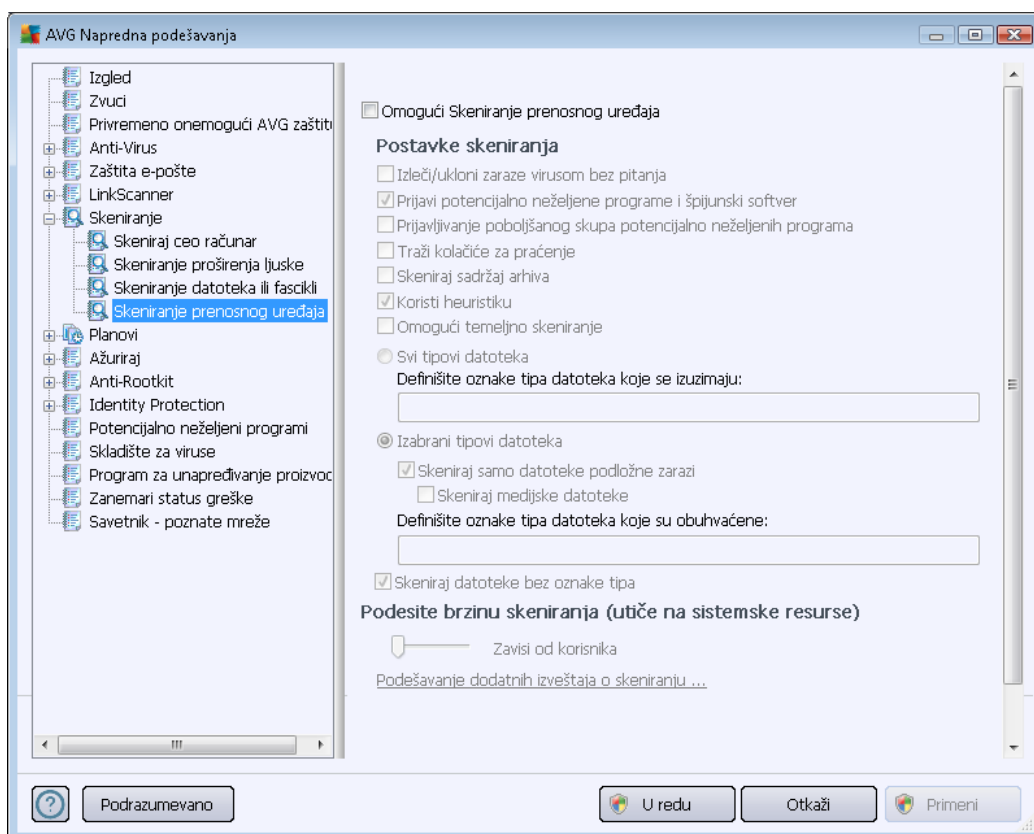 AVG Napredna podešavanja
Izgled
Zvuci
Privremeno onemogući AVG zaštitu
Anti-Virus
Zaštita e-pošte
LinkScanner
Skeniranje
Skeniraj ceo računar
Skeniranje proširenja ljuske
Skeniranje datoteka ili fascikli
Skeniranje prenosnog uređaja
Planovi
Ažuriraj
Anti-Rootkit
Identity Protection
Potencijalno neželjeni programi
Skladište za viruse
Program za unapređivanje proizvoc
Zanemari status greške
Savetnik - poznate mreže
Omogući Skeniranje prenosnog uređaja
Postavke skeniranja
Izleči/ukloni zaraze virusom bez pitanja
Prijavi potencijalno neželjene programe i špijunski softver
Prijavljivanje poboljšanog skupa potencijalno neželjenih programa
Traži kolačiće za praćenje
Skeniraj sadržaj arhiva
Koristi heuristiku
Omogući temeljno skeniranje
Svi tipovi datoteka
Definišite oznake tipa datoteka koje se izuzimaju:
Izabrani tipovi datoteka
Skeniraj samo datoteke podložne zarazi
Skeniraj medijske datoteke
Definišite oznake tipa datoteka koje su obuhvaćene:
Skeniraj datoteke bez oznake tipa
Podesite brzinu skeniranja (utiče na sistemske resurse)
Zavisi od korisnika
Podešavanje dodatnih izveštaja o skeniranju ...
Podrazumevano
U redu
Otkaži
Primeni